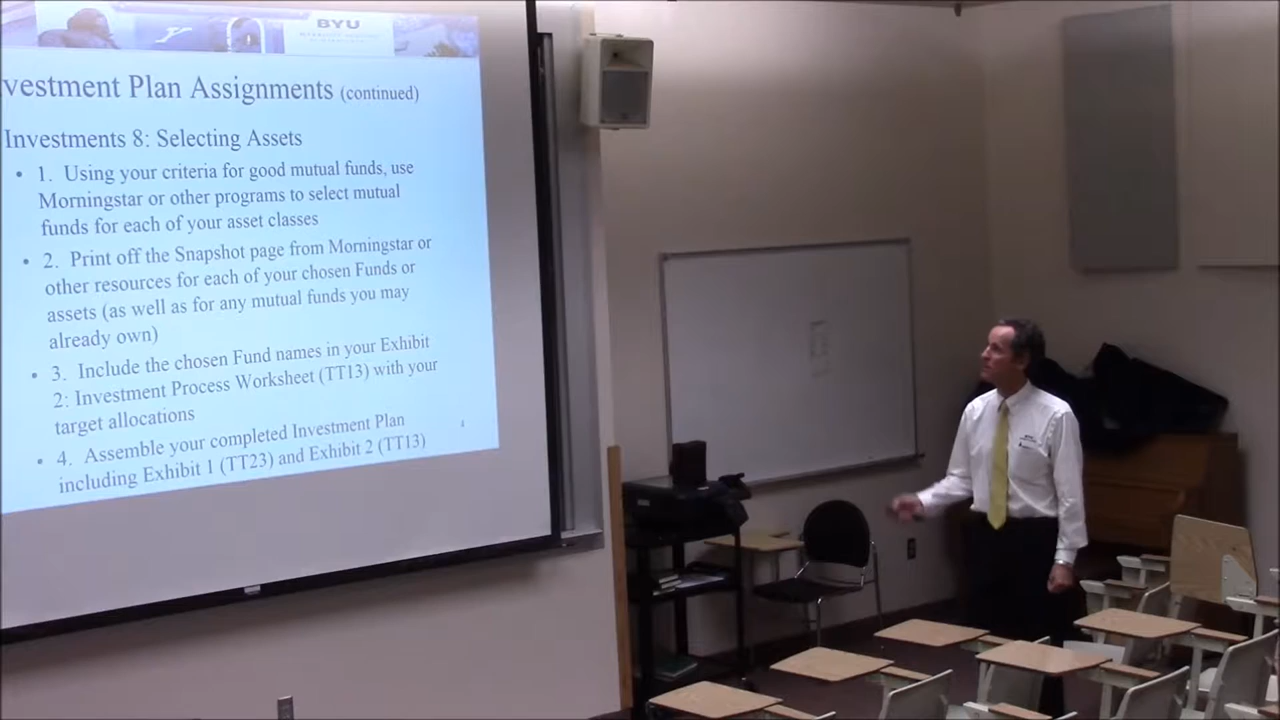 BYU
vestment Plan Assignments (continued)
Investments 8: Selecting Assets
• 1. Using your criteria for good mutual funds, use
Morningstar or other programs to select mutual
funds for each of your asset classes
• 2. Print off the Snapshot page from Morningstar or
other resources for each of your chosen Funds or
assets (as well as for any mutual funds you may
already own)
• 3. Include the chosen Fund names in your Exhibit
2: Investment Process Worksheet (TT13) with your
target allocations
• 4. Assemble your completed Investment Plan
including Exhibit 1 (TT23) and Exhibit 2 (TT13)